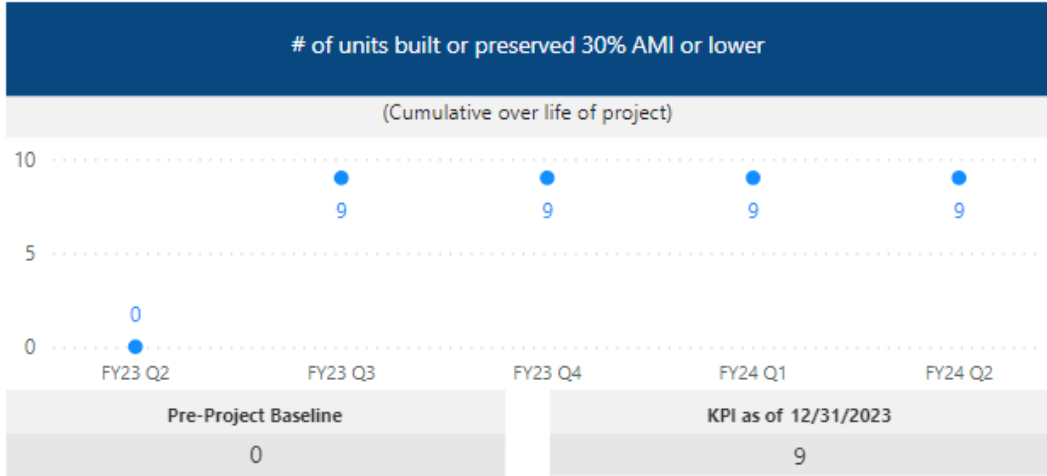 # of units built or preserved 30% AMI or lower
(Cumulative over life of project)
10
9 9 9 9
5
0
0
FY23 Q2 FY23 Q3 FY23 Q4 FY24 Q1 FY24 Q2
Pre-Project Baseline KPI as of 12/31/2023
0 9